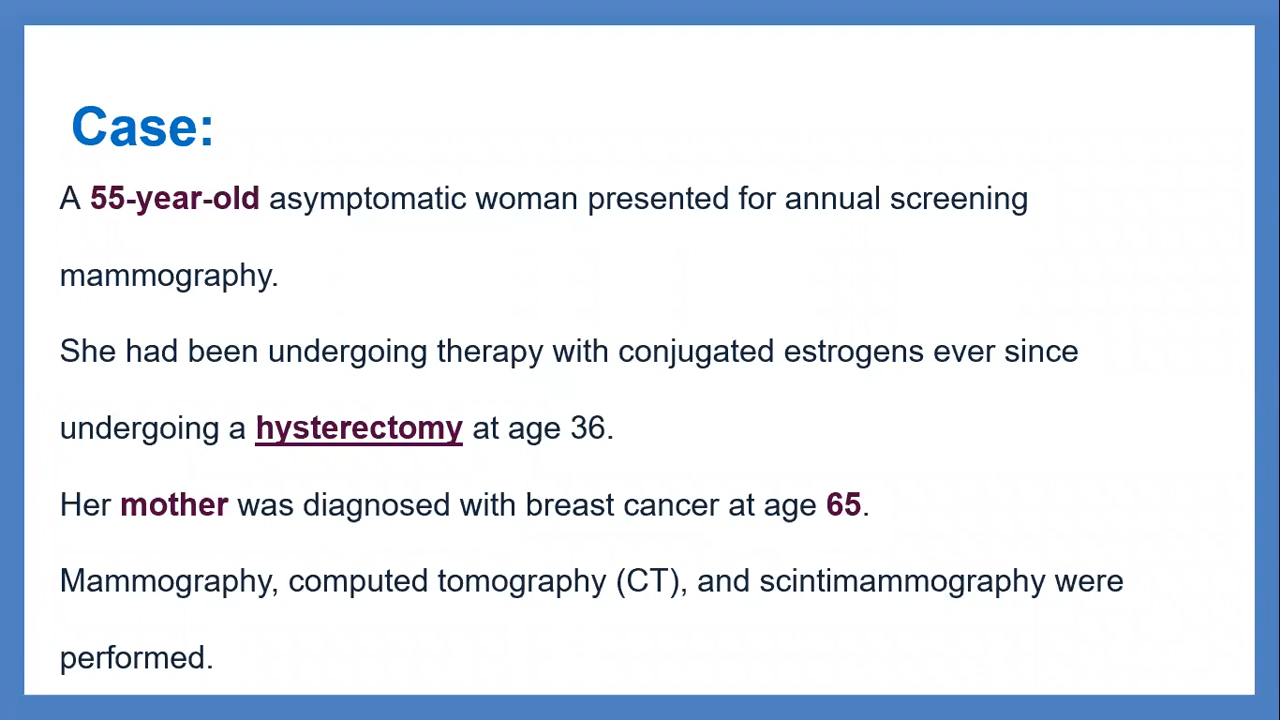 Case:
A 55-year-old asymptomatic woman presented for annual screening
mammography.
She had been undergoing therapy with conjugated estrogens ever since
undergoing a hysterectomy at age 36.
Her mother was diagnosed with breast cancer at age 65.
Mammography, computed tomography (CT), and scintimammography were
performed.